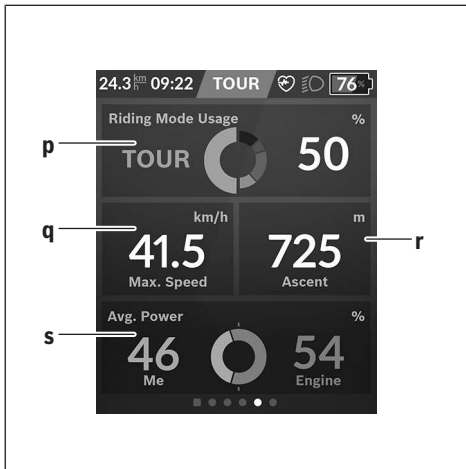 24.3 km/h 09:22 TOUR 76%
Riding Mode Usage %
p TOUR 50
q km/h m
41.5 725 r
Max. Speed Ascent
Avg. Power %
s 46 54
Me Engine